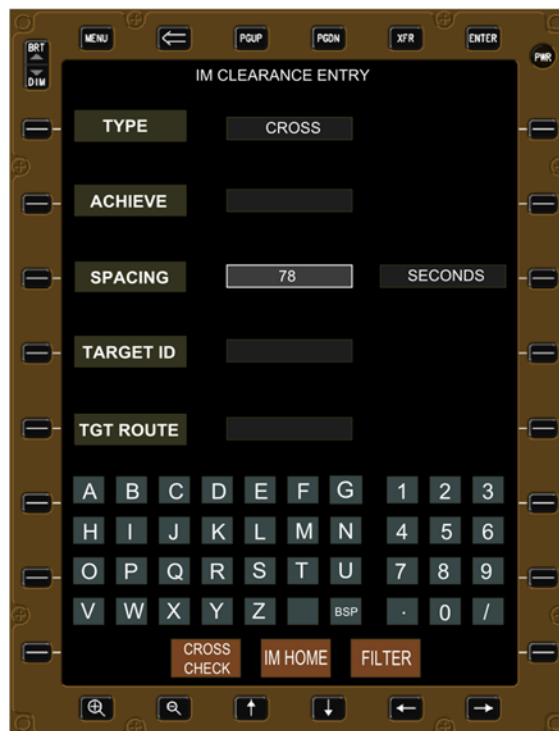 MENU PGUP PGDN XFR ENTER
BRT
DIM
PWR
IM CLEARANCE ENTRY
TYPE CROSS
ACHIEVE
SPACING 78 SECONDS
TARGET ID
TGT ROUTE
A B C D E F G 1 2 3
H I J K L M N 4 5 6
O P Q R S T U 7 8 9
V W X Y Z BSP . 0 /
CROSS
CHECK
IM HOME
FILTER